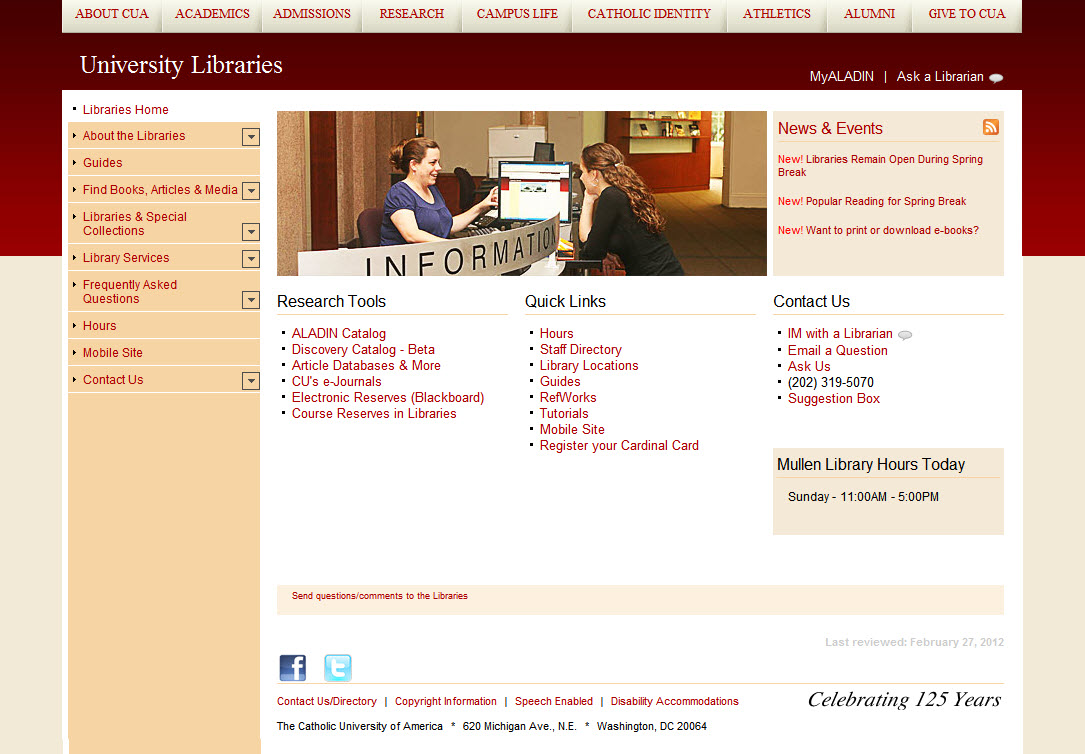 ABOUT CUA ACADEMICS ADMISSIONS RESEARCH CAMPUS LIFE CATHOLIC IDENTITY ATHLETICS ALUMNI GIVE TO CUA
University Libraries
MyALADIN | Ask a Librarian
Libraries Home
About the Libraries
Guides
Find Books, Articles & Media
Libraries & Special
Collections
Library Services
Frequently Asked
Questions
Hours
Mobile Site
Contact Us
INFORMATION
News & Events
New! Libraries Remain Open During Spring
Break
New! Popular Reading for Spring Break
New! Want to print or download e-books?
Research Tools
ALADIN Catalog
Discovery Catalog - Beta
Article Databases & More
CU's e-Journals
Electronic Reserves (Blackboard)
Course Reserves in Libraries
Quick Links
Hours
Staff Directory
Library Locations
Guides
RefWorks
Tutorials
Mobile Site
Register your Cardinal Card
Contact Us
IM with a Librarian
Email a Question
Ask Us
(202) 319-5070
Suggestion Box
Mullen Library Hours Today
Sunday - 11:00AM - 5:00PM
Send questions/comments to the Libraries
Last reviewed: February 27, 2012
Contact Us/Directory | Copyright Information | Speech Enabled | Disability Accommodations
Celebrating 125 Years
The Catholic University of America * 620 Michigan Ave., N.E. * Washington, DC 20064